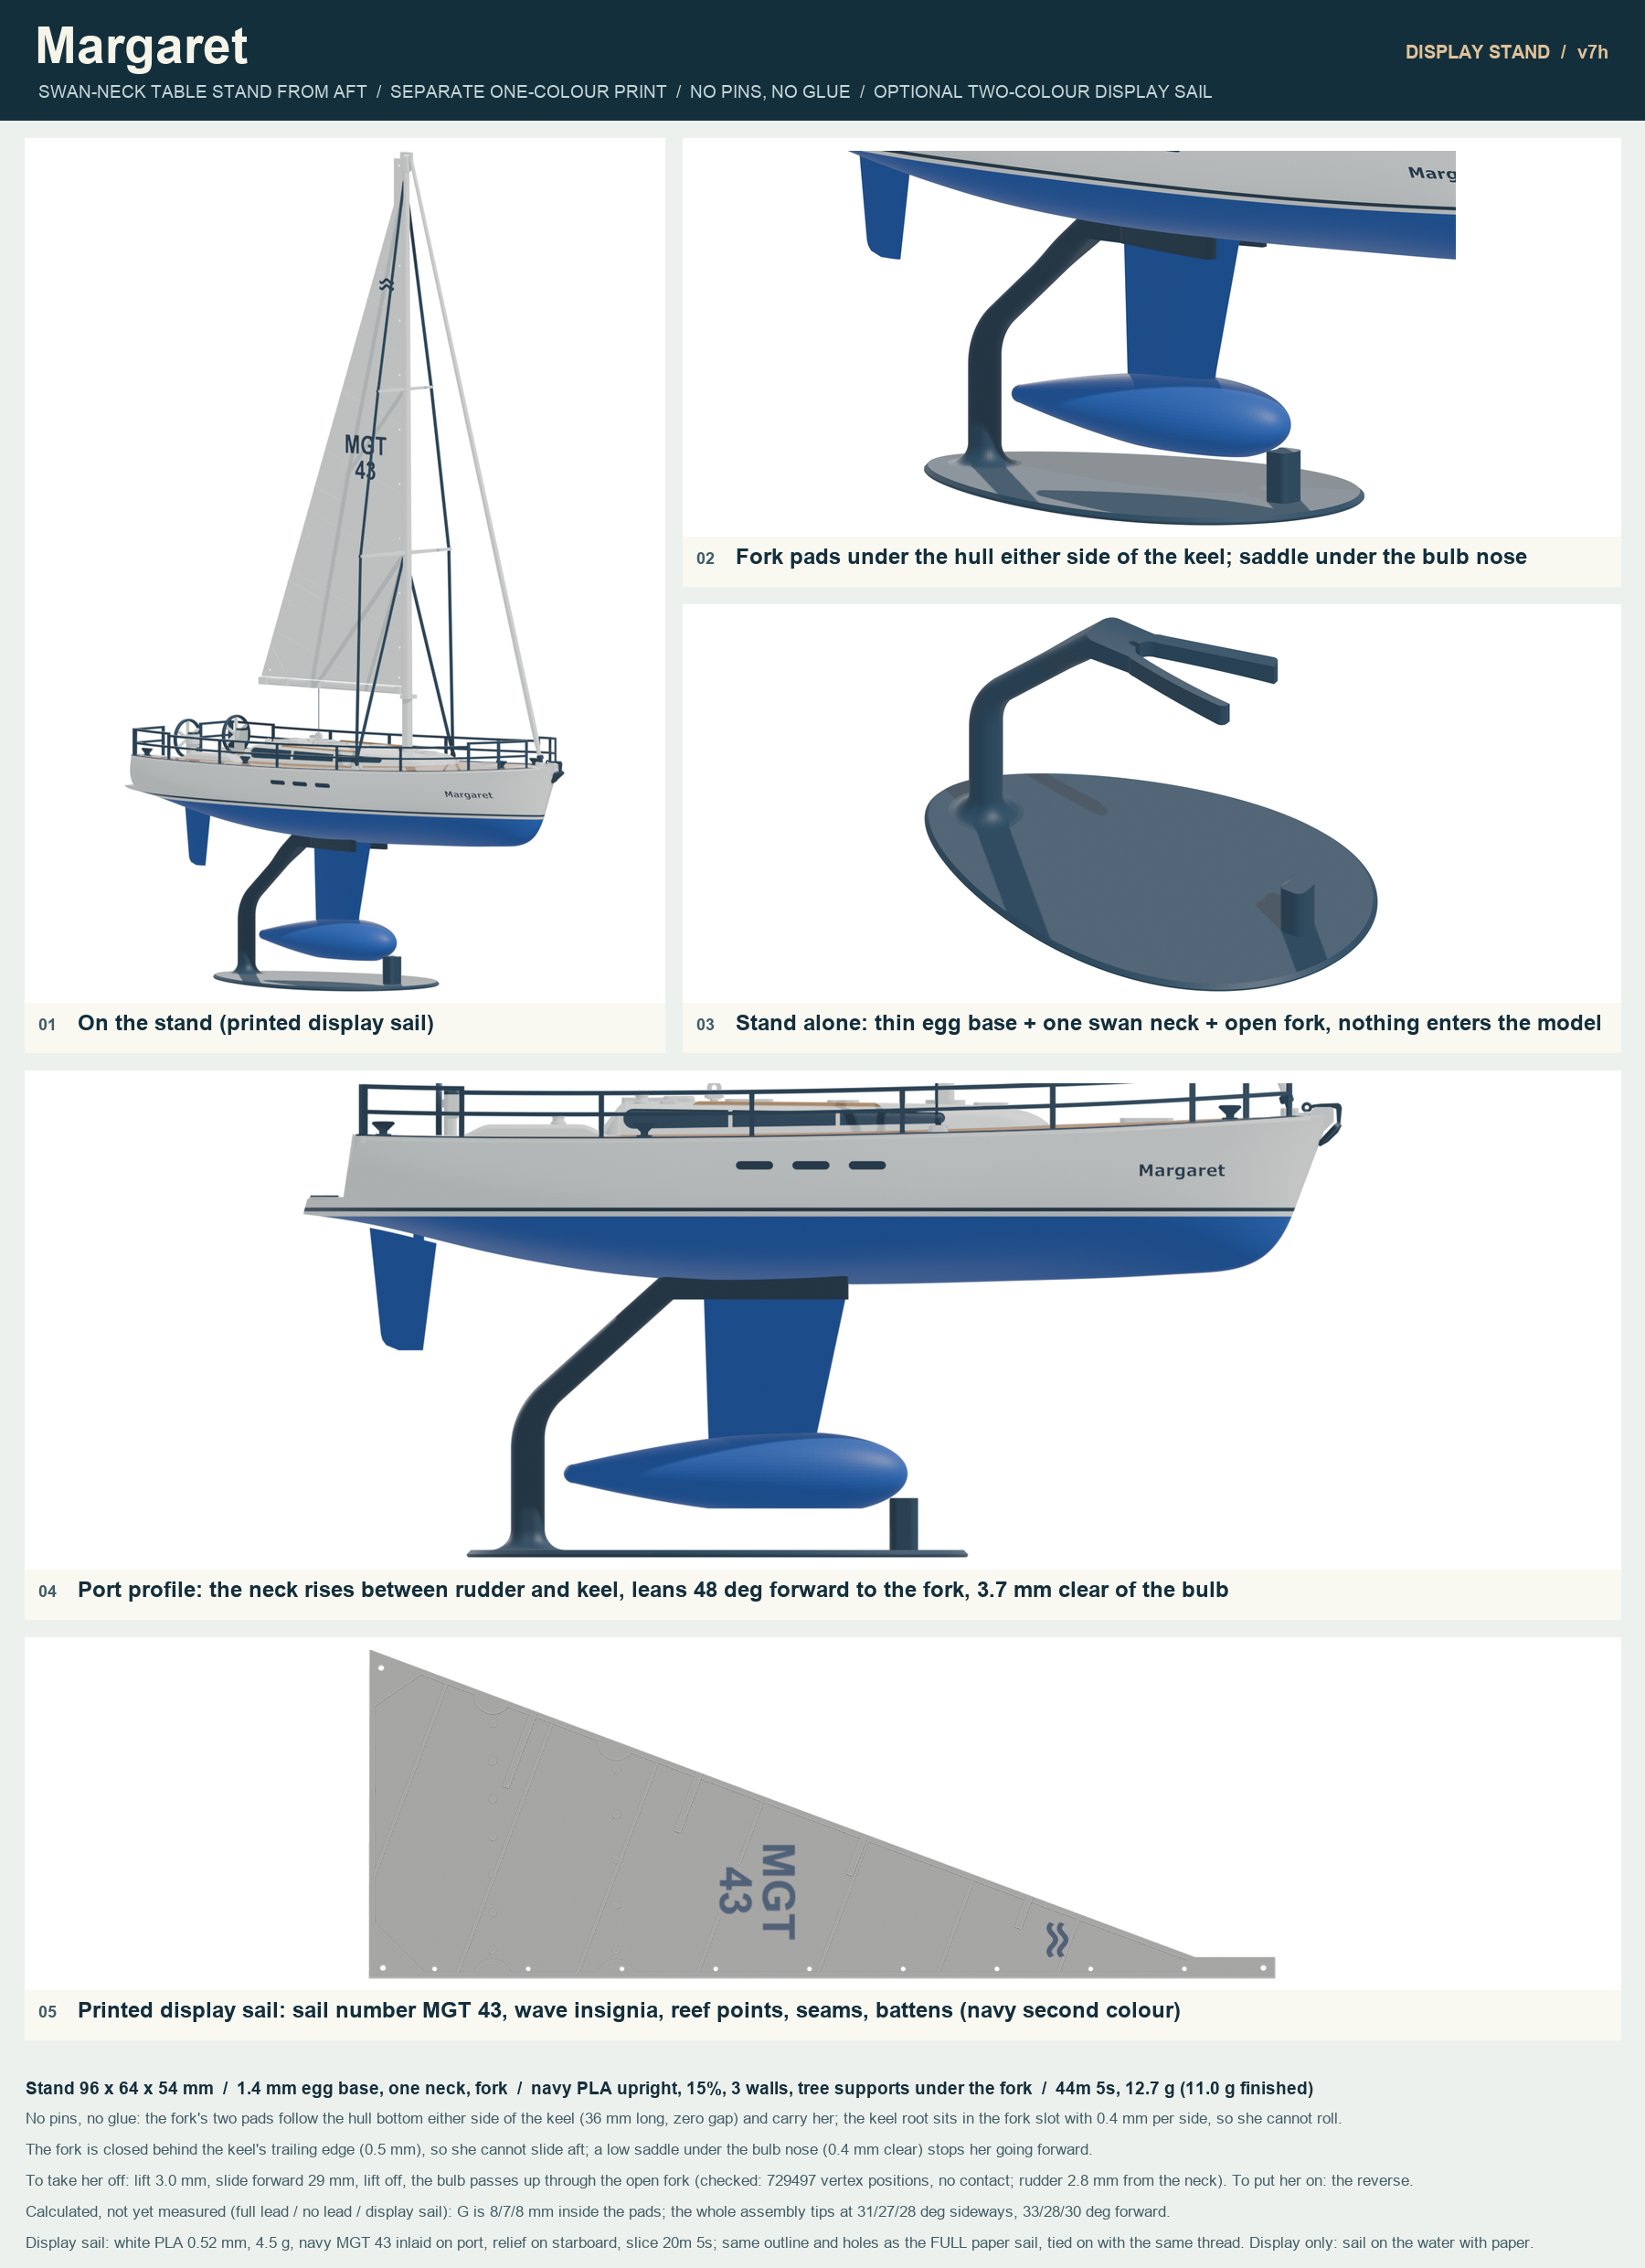 Margaret
DISPLAY STAND / v7h
SWAN-NECK TABLE STAND FROM AFT / SEPARATE ONE-COLOUR PRINT / NO PINS, NO GLUE / OPTIONAL TWO-COLOUR DISPLAY SAIL
MGT
43
Margaret
01 On the stand (printed display sail)
Marg
02 Fork pads under the hull either side of the keel; saddle under the bulb nose
03 Stand alone: thin egg base + one swan neck + open fork, nothing enters the model
Margaret
04 Port profile: the neck rises between rudder and keel, leans 48 deg forward to the fork, 3.7 mm clear of the bulb
MGT
43
05 Printed display sail: sail number MGT 43, wave insignia, reef points, seams, battens (navy second colour)
Stand 96 x 64 x 54 mm / 1.4 mm egg base, one neck, fork / navy PLA upright, 15%, 3 walls, tree supports under the fork / 44m 5s, 12.7 g (11.0 g finished)
No pins, no glue: the fork's two pads follow the hull bottom either side of the keel (36 mm long, zero gap) and carry her; the keel root sits in the fork slot with 0.4 mm per side, so she cannot roll.
The fork is closed behind the keel's trailing edge (0.5 mm), so she cannot slide aft; a low saddle under the bulb nose (0.4 mm clear) stops her going forward.
To take her off: lift 3.0 mm, slide forward 29 mm, lift off, the bulb passes up through the open fork (checked: 729497 vertex positions, no contact; rudder 2.8 mm from the neck). To put her on: the reverse.
Calculated, not yet measured (full lead / no lead / display sail): G is 8/7/8 mm inside the pads; the whole assembly tips at 31/27/28 deg sideways, 33/28/30 deg forward.
Display sail: white PLA 0.52 mm, 4.5 g, navy MGT 43 inlaid on port, relief on starboard, slice 20m 5s; same outline and holes as the FULL paper sail, tied on with the same thread. Display only: sail on the water with paper.